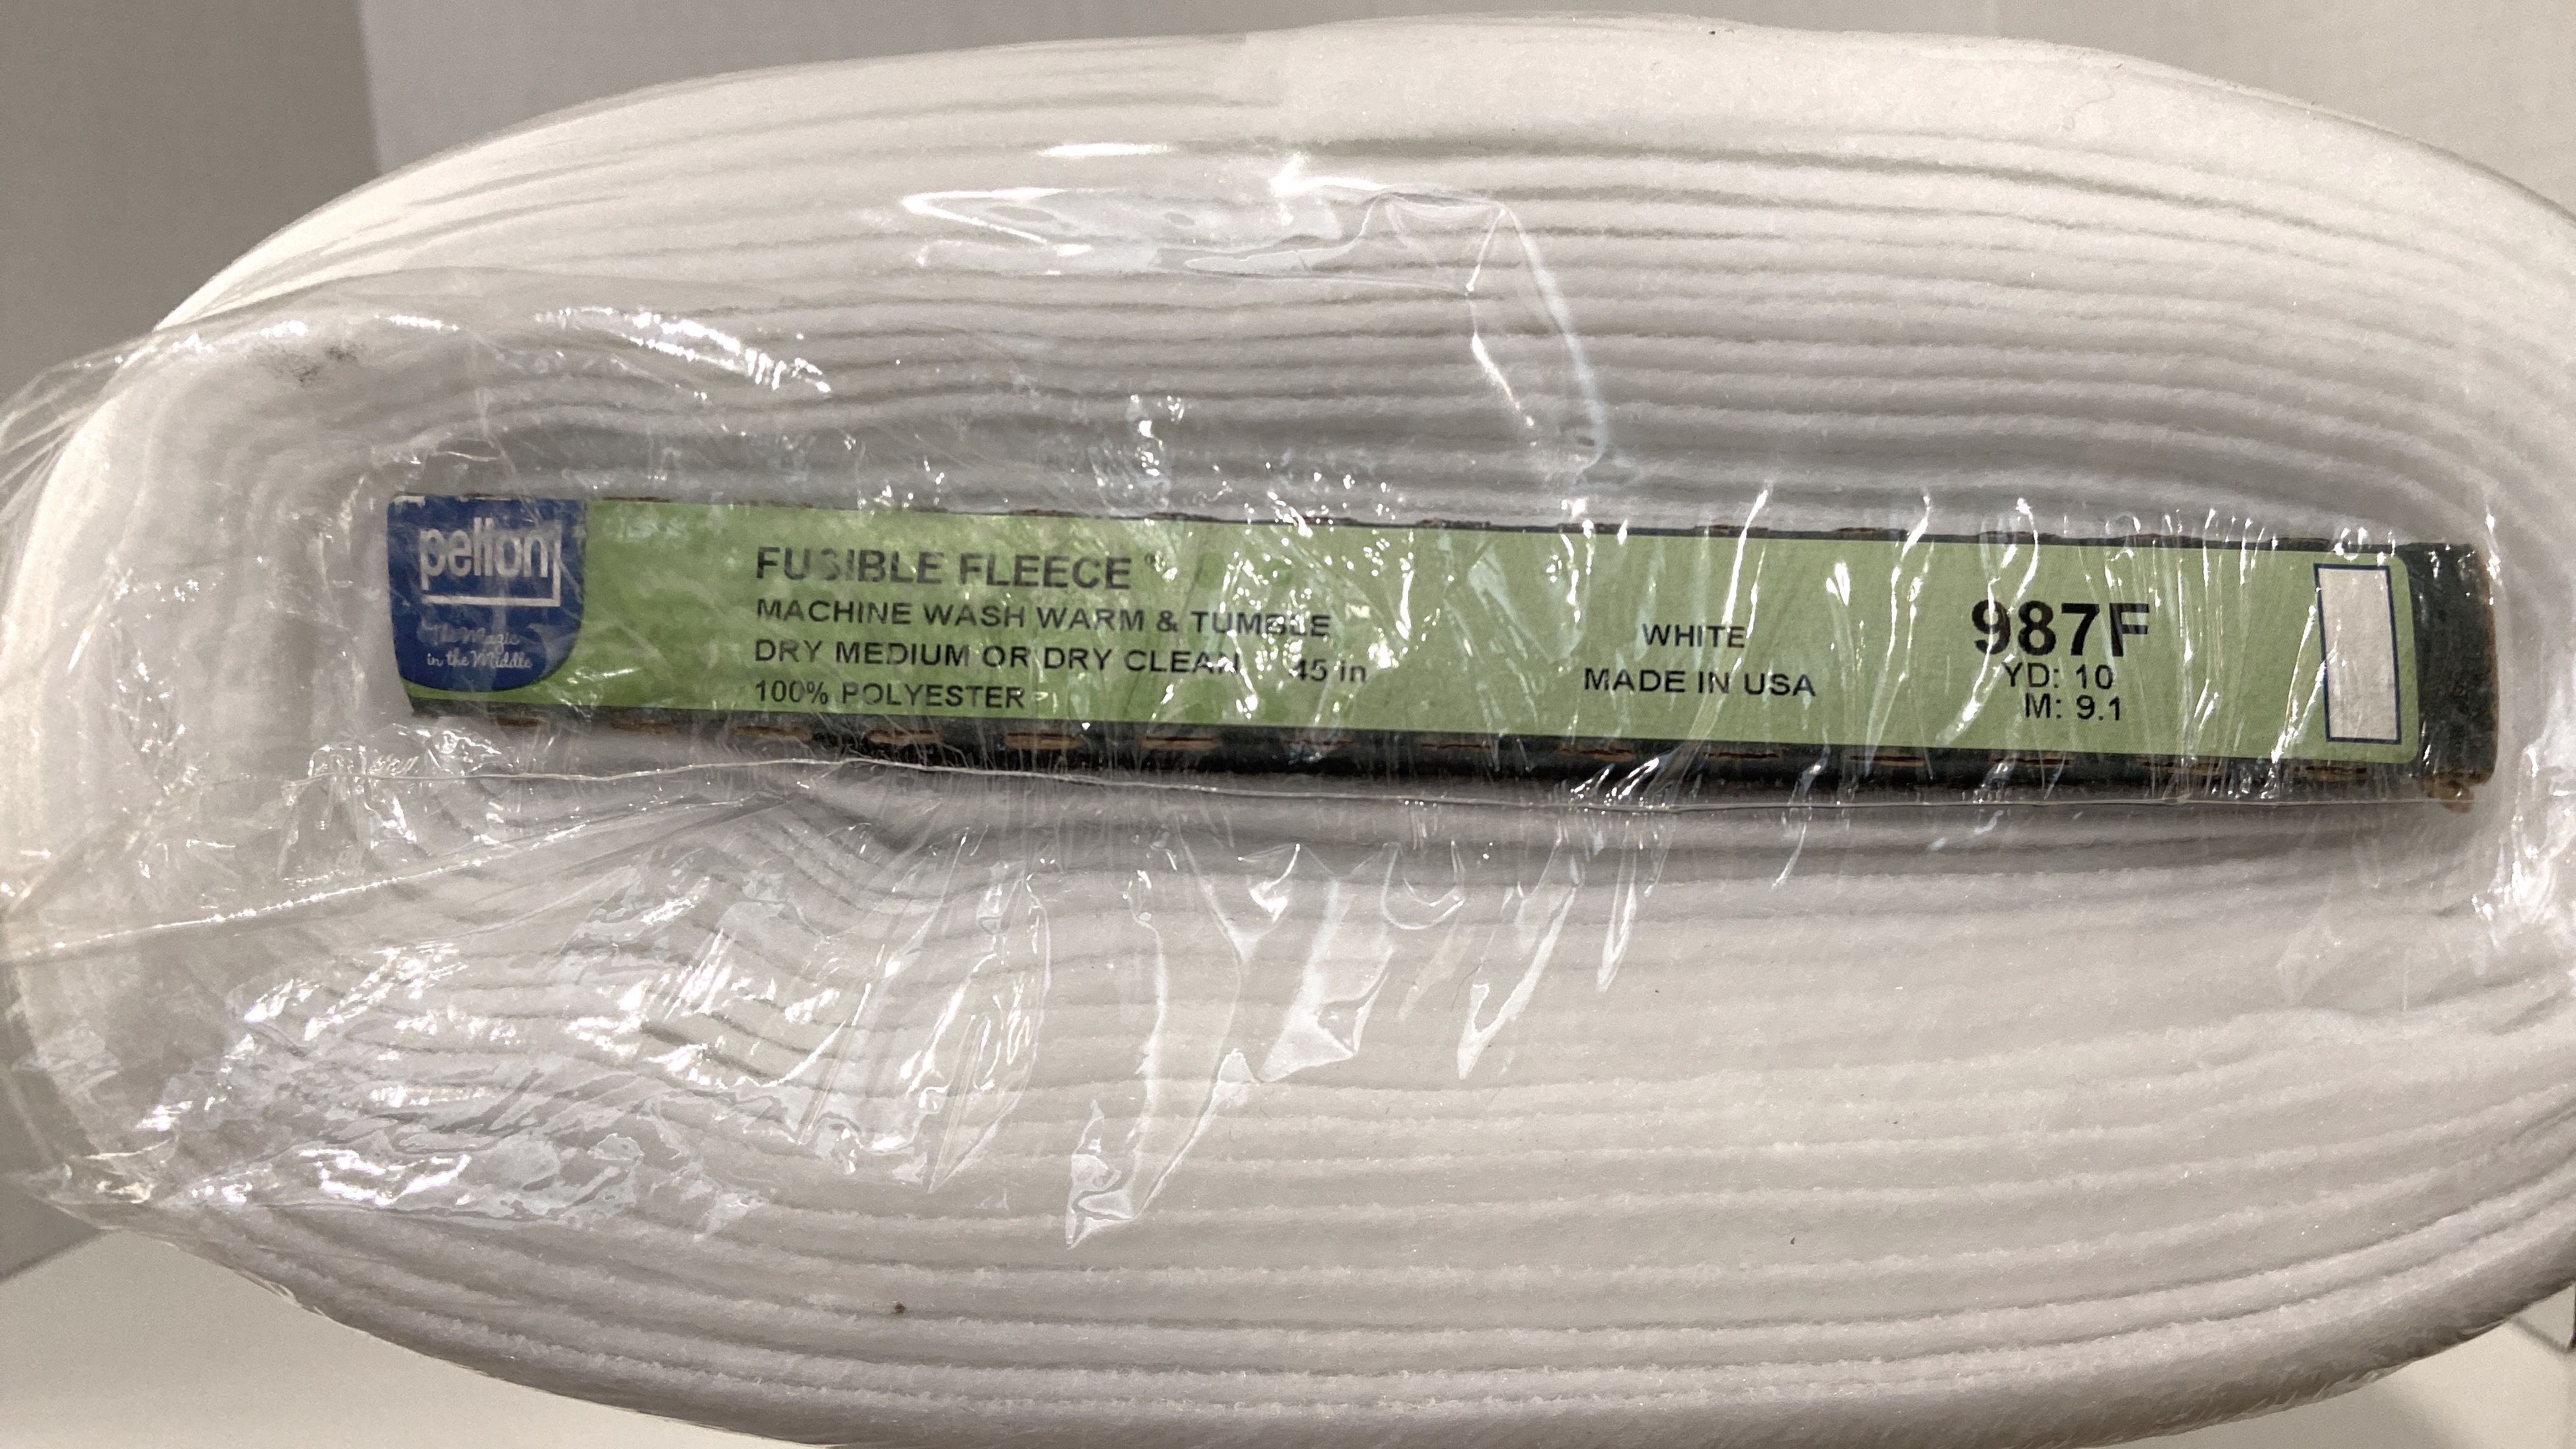 pellon
The Magic
in the Middle
FUSIBLE FLEECE®
MACHINE WASH WARM & TUMBLE
DRY MEDIUM OR DRY CLEAN 45 in
100% POLYESTER
WHITE
MADE IN USA
987F
YD: 10
M: 9.1